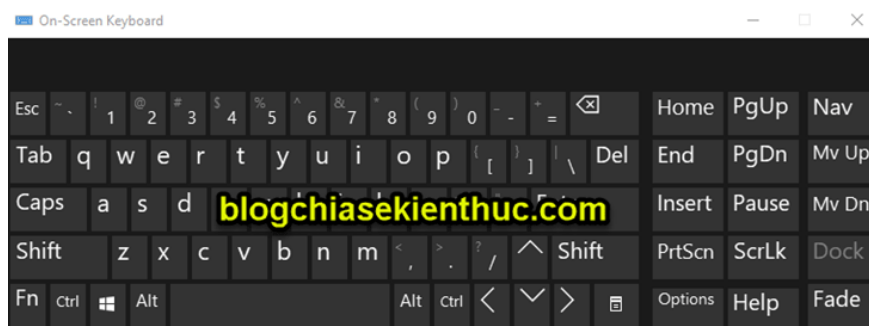 On-Screen Keyboard
Esc ~ ` ! 1 @ 2 # 3 $ 4 % 5 ^ 6 & 7 * 8 ( 9 ) 0 _ - + = Home PgUp Nav
Tab q w e r t y u i o p { [ } ] | \ Del End PgDn Mv Up
Caps a s d Insert Pause Mv Dn
blogchiasekienthuc.com
Shift z x c v b n m < , > . ? / Shift PrtScn ScrLk Dock
Fn Ctrl Alt Alt Ctrl Options Help Fade